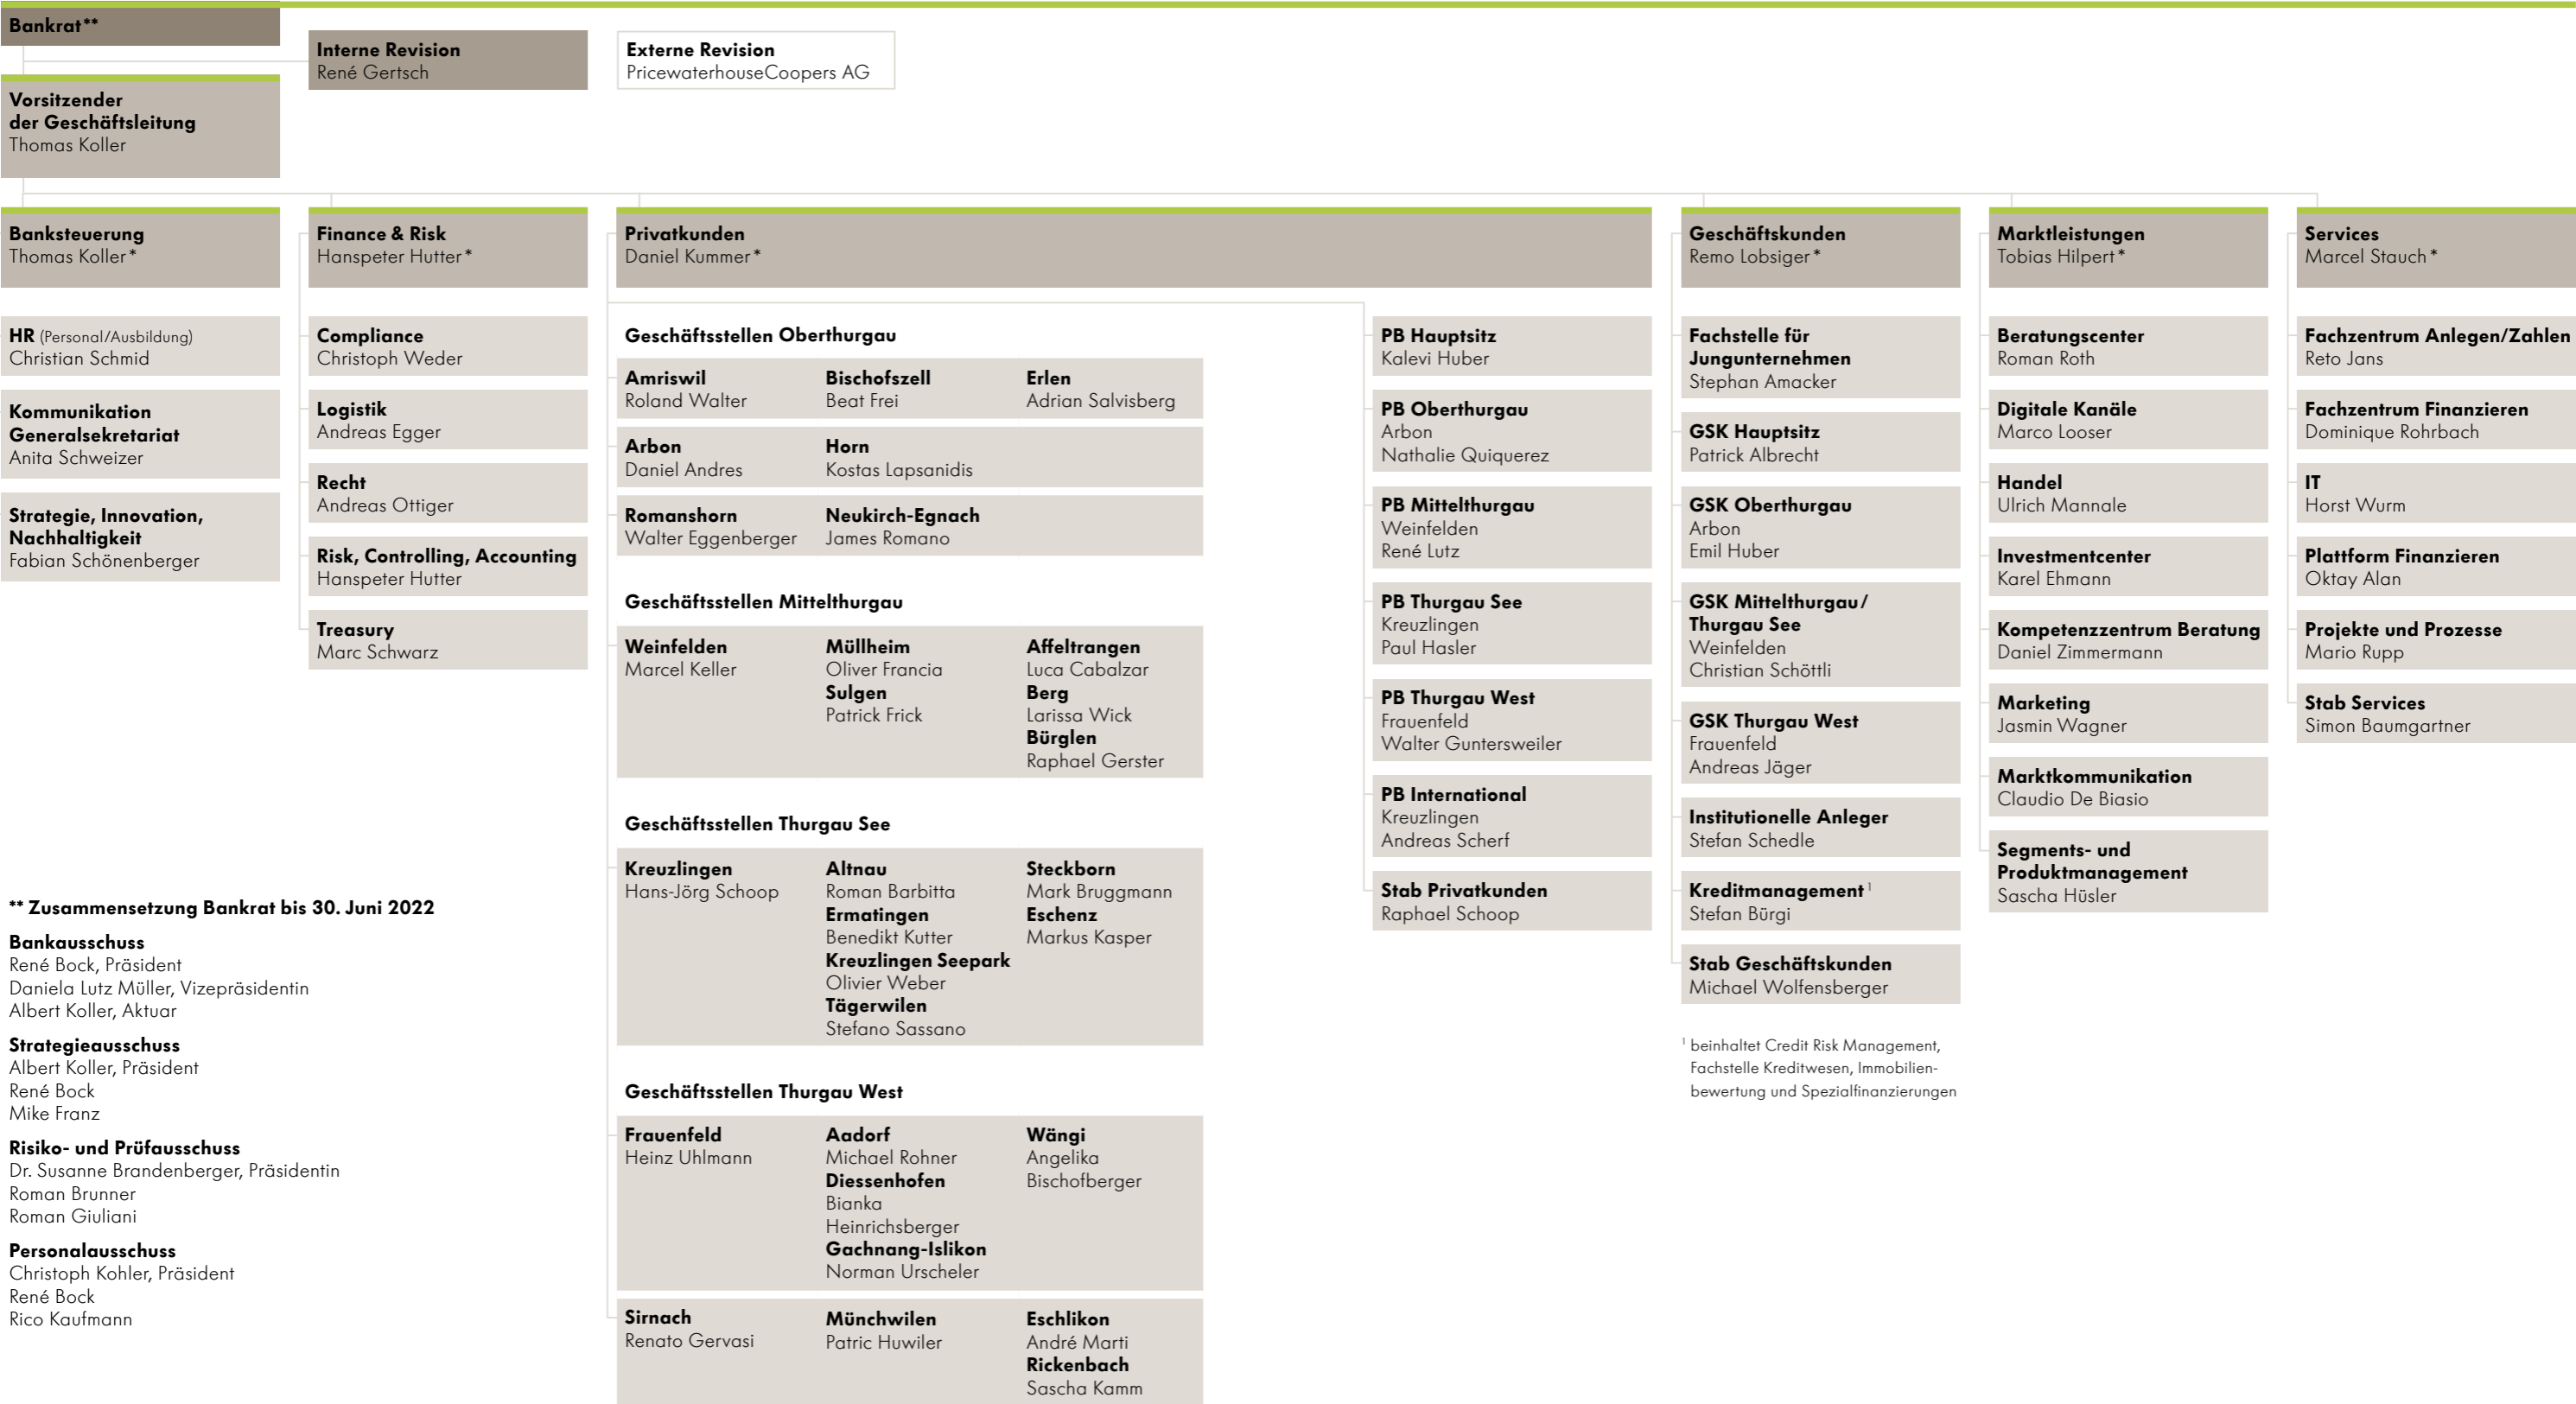 Bankrat**
Interne Revision
René Gertsch
Externe Revision
PricewaterhouseCoopers AG
Vorsitzender
der Geschäftsleitung
Thomas Koller
Banksteuerung
Thomas Koller*
HR (Personal/Ausbildung)
Christian Schmid
Kommunikation
Generalsekretariat
Anita Schweizer
Strategie, Innovation,
Nachhaltigkeit
Fabian Schönenberger
Finance & Risk
Hanspeter Hutter*
Compliance
Christoph Weder
Logistik
Andreas Egger
Recht
Andreas Ottiger
Risk, Controlling, Accounting
Hanspeter Hutter
Treasury
Marc Schwarz
Privatkunden
Daniel Kummer*
Geschäftsstellen Oberthurgau
Amriswil
Roland Walter
Bischofszell
Beat Frei
Erlen
Adrian Salvisberg
Arbon
Daniel Andres
Horn
Kostas Lapsanidis
Romanshorn
Walter Eggenberger
Neukirch-Egnach
James Romano
Geschäftsstellen Mittelthurgau
Weinfelden
Marcel Keller
Müllheim
Oliver Francia
Sulgen
Patrick Frick
Affeltrangen
Luca Cabalzar
Berg
Larissa Wick
Bürglen
Raphael Gerster
Geschäftsstellen Thurgau See
Kreuzlingen
Hans-Jörg Schoop
Altnau
Roman Barbitta
Ermatingen
Benedikt Kutter
Kreuzlingen Seepark
Olivier Weber
Tägerwilen
Stefano Sassano
Steckborn
Mark Bruggmann
Eschenz
Markus Kasper
Geschäftsstellen Thurgau West
Frauenfeld
Heinz Uhlmann
Aadorf
Michael Rohner
Diessenhofen
Bianka
Heinrichsberger
Gachnang-Islikon
Norman Urscheler
Wängi
Angelika
Bischofberger
Sirnach
Renato Gervasi
Münchwilen
Patric Huwiler
Eschlikon
André Marti
Rickenbach
Sascha Kamm
PB Hauptsitz
Kalevi Huber
PB Oberthurgau
Arbon
Nathalie Quiquerez
PB Mittelthurgau
Weinfelden
René Lutz
PB Thurgau See
Kreuzlingen
Paul Hasler
PB Thurgau West
Frauenfeld
Walter Guntersweiler
PB International
Kreuzlingen
Andreas Scherf
Stab Privatkunden
Raphael Schoop
Geschäftskunden
Remo Lobsiger*
Fachstelle für
Jungunternehmen
Stephan Amacker
GSK Hauptsitz
Patrick Albrecht
GSK Oberthurgau
Arbon
Emil Huber
GSK Mittelthurgau/
Thurgau See
Weinfelden
Christian Schöttli
GSK Thurgau West
Frauenfeld
Andreas Jäger
Institutionelle Anleger
Stefan Schedle
Kreditmanagement¹
Stefan Bürgi
Stab Geschäftskunden
Michael Wolfensberger
¹ beinhaltet Credit Risk Management,
Fachstelle Kreditwesen, Immobilien-
bewertung und Spezialfinanzierungen
Marktleistungen
Tobias Hilpert*
Beratungscenter
Roman Roth
Digitale Kanäle
Marco Looser
Handel
Ulrich Mannale
Investmentcenter
Karel Ehmann
Kompetenzzentrum Beratung
Daniel Zimmermann
Marketing
Jasmin Wagner
Marktkommunikation
Claudio De Biasio
Segments- und
Produktmanagement
Sascha Hüsler
Services
Marcel Stauch*
Fachzentrum Anlegen/Zahlen
Reto Jans
Fachzentrum Finanzieren
Dominique Rohrbach
IT
Horst Wurm
Plattform Finanzieren
Oktay Alan
Projekte und Prozesse
Mario Rupp
Stab Services
Simon Baumgartner
** Zusammensetzung Bankrat bis 30. Juni 2022
Bankausschuss
René Bock, Präsident
Daniela Lutz Müller, Vizepräsidentin
Albert Koller, Aktuar
Strategieausschuss
Albert Koller, Präsident
René Bock
Mike Franz
Risiko- und Prüfausschuss
Dr. Susanne Brandenberger, Präsidentin
Roman Brunner
Roman Giuliani
Personalausschuss
Christoph Kohler, Präsident
René Bock
Rico Kaufmann